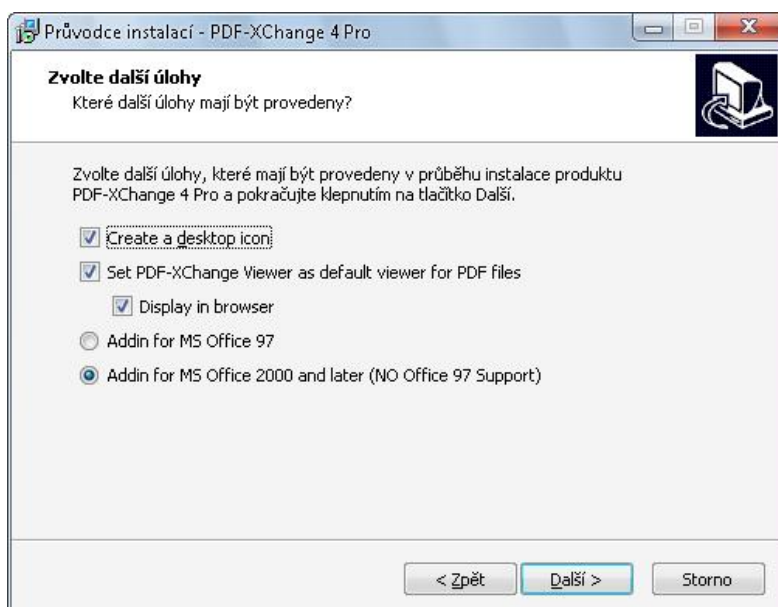 Průvodce instalací - PDF-XChange 4 Pro
Zvolte další úlohy
Které další úlohy mají být provedeny?
Zvolte další úlohy, které mají být provedeny v průběhu instalace produktu
PDF-XChange 4 Pro a pokračujte klepnutím na tlačítko Další.
Create a desktop icon
Set PDF-XChange Viewer as default viewer for PDF files
Display in browser
Addin for MS Office 97
Addin for MS Office 2000 and later (NO Office 97 Support)
< Zpět Další > Storno